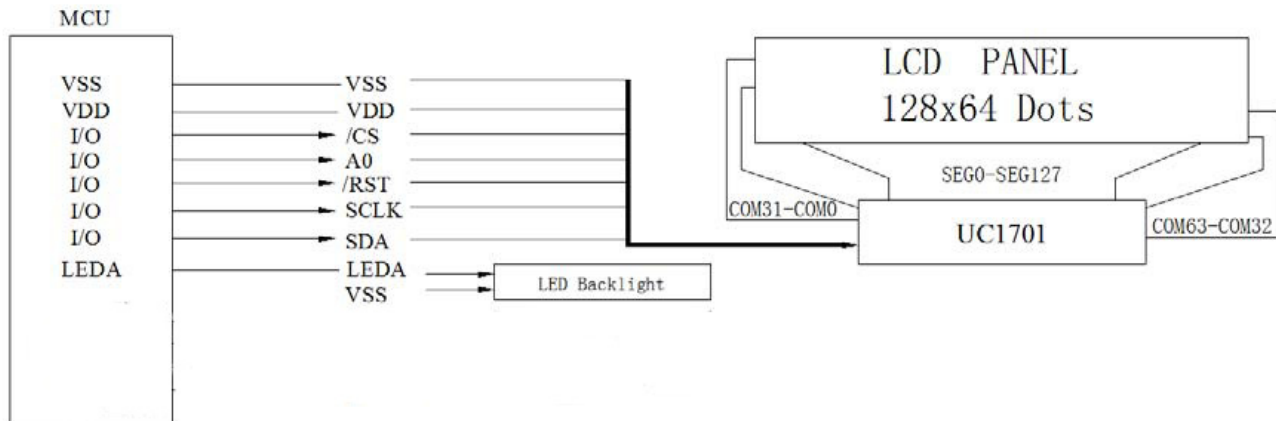 MCU
VSS
VDD
I/O
I/O
I/O
I/O
I/O
LEDA
VSS
VDD
/CS
A0
/RST
SCLK
SDA
LEDA
VSS
LED Backlight
LCD PANEL
128x64 Dots
SEG0-SEG127
COM31-COM0
UC1701
COM63-COM32